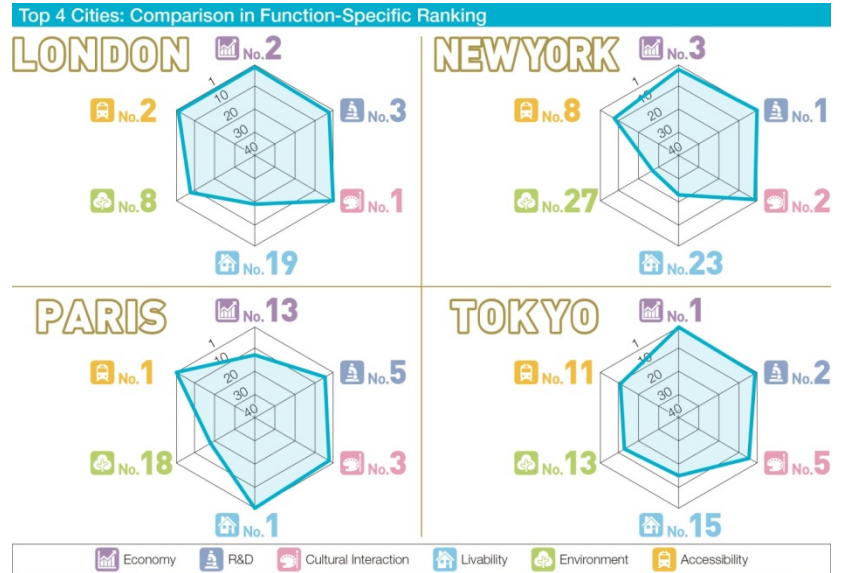 Top 4 Cities: Comparison in Function-Specific Ranking
LONDON
No.2
No.2
No.3
No.8
No.1
No.19
1
10
20
30
40
NEWYORK
No.3
No.8
No.1
No.27
No.2
No.23
1
10
20
30
40
PARIS
No.13
No.1
No.5
No.18
No.3
No.1
1
10
20
30
40
TOKYO
No.1
No.11
No.2
No.13
No.5
No.15
1
10
20
30
40
Economy R&D Cultural Interaction Livability Environment Accessibility